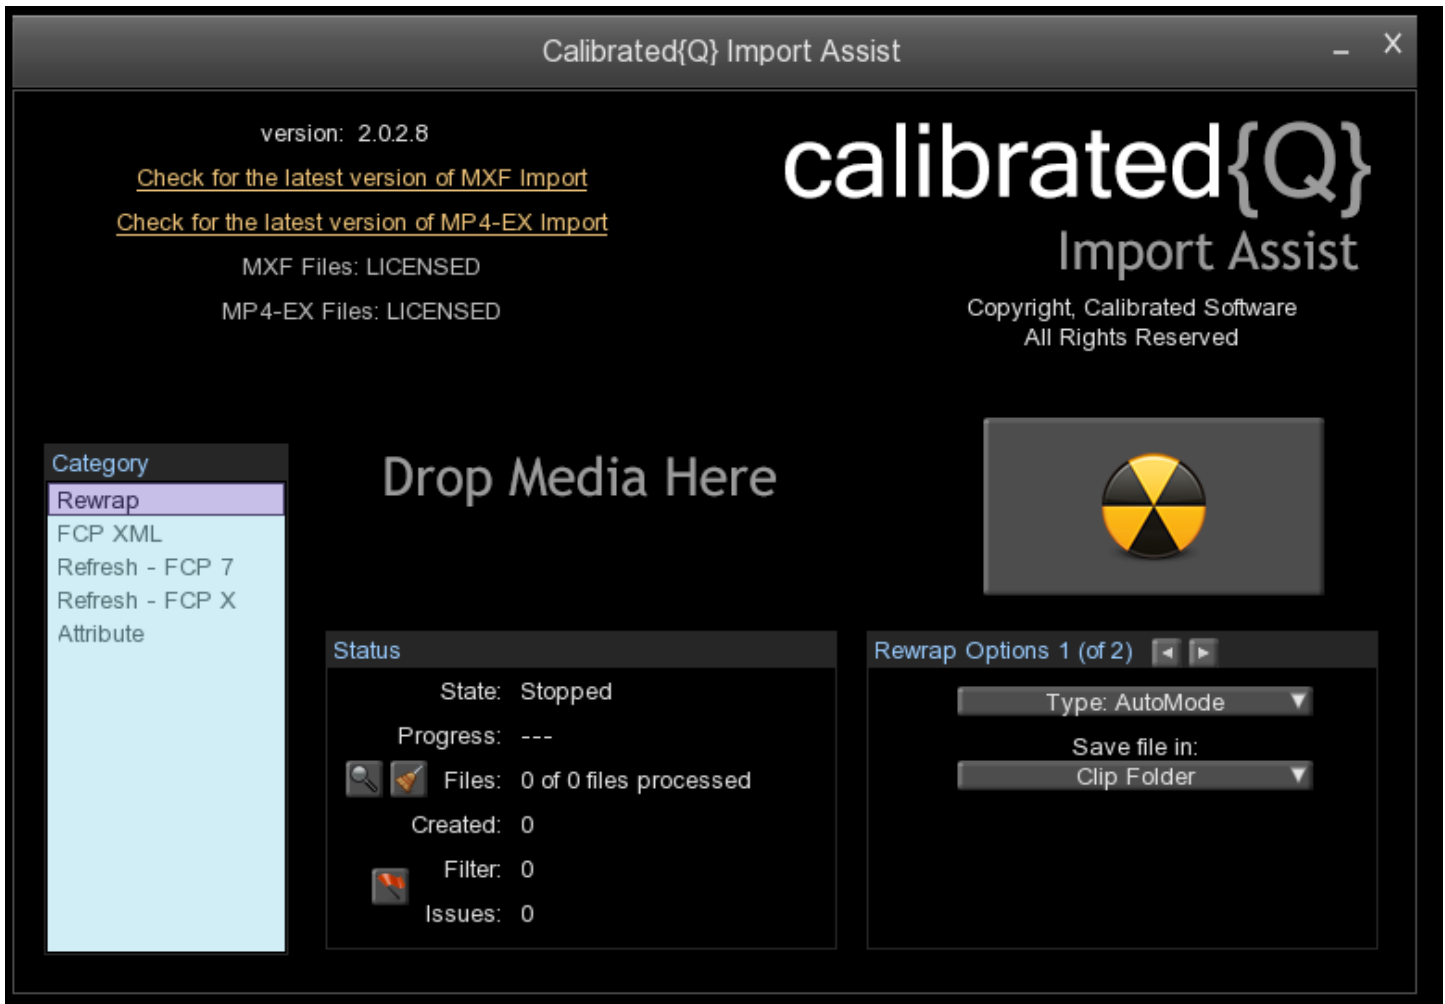 Calibrated{Q} Import Assist
version: 2.0.2.8
Check for the latest version of MXF Import
Check for the latest version of MP4-EX Import
MXF Files: LICENSED
MP4-EX Files: LICENSED
calibrated{Q}
Import Assist
Copyright, Calibrated Software
All Rights Reserved
Category
Rewrap
FCP XML
Refresh - FCP 7
Refresh - FCP X
Attribute
Drop Media Here
Status
State: Stopped
Progress: ---
Files: 0 of 0 files processed
Created: 0
Filter: 0
Issues: 0
Rewrap Options 1 (of 2)
Type: AutoMode
Save file in:
Clip Folder